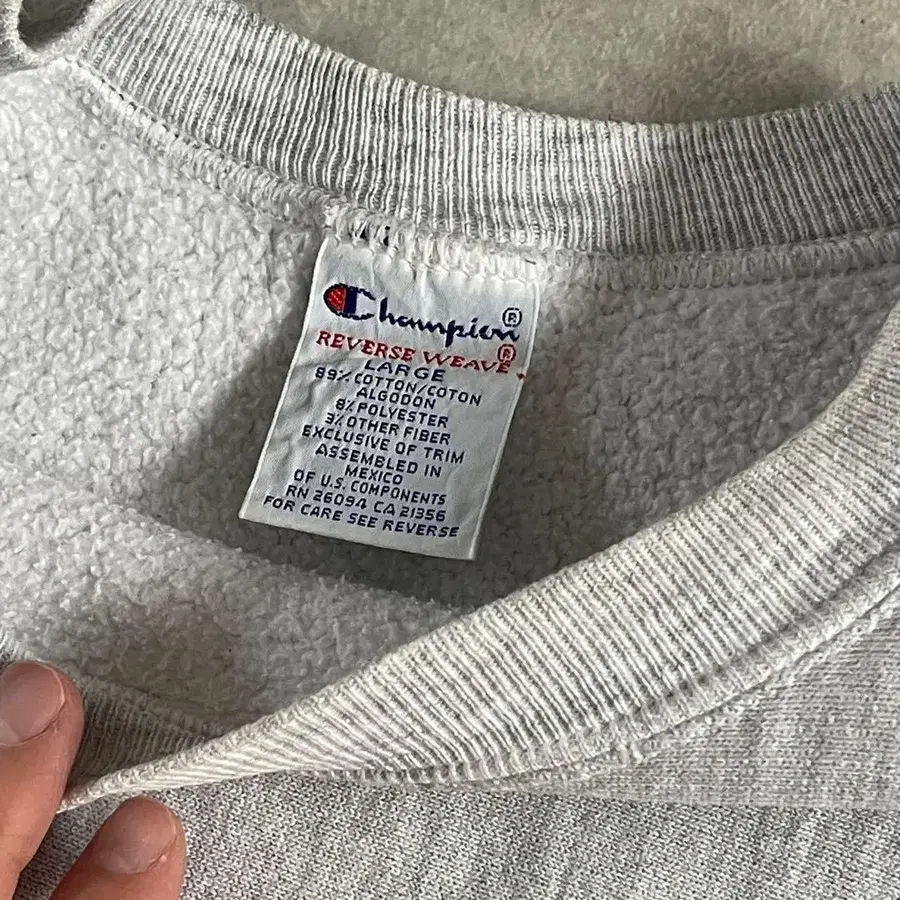 Champion®
REVERSE WEAVE®
LARGE
89% COTTON/COTON
ALGODON
8% POLYESTER
3% OTHER FIBER
EXCLUSIVE OF TRIM
ASSEMBLED IN
MEXICO
OF U.S. COMPONENTS
RN 26094 CA 21356
FOR CARE SEE REVERSE